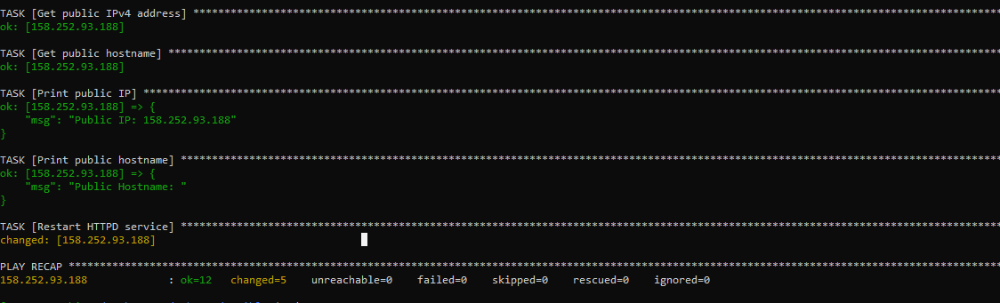 TASK [Get public IPv4 address] ******************************************************************************************************************************
ok: [158.252.93.188]
TASK [Get public hostname] **********************************************************************************************************************************
ok: [158.252.93.188]
TASK [Print public IP] **************************************************************************************************************************************
ok: [158.252.93.188] => {
"msg": "Public IP: 158.252.93.188"
}
TASK [Print public hostname] ********************************************************************************************************************************
ok: [158.252.93.188] => {
"msg": "Public Hostname: "
}
TASK [Restart HTTPD service] ********************************************************************************************************************************
changed: [158.252.93.188]
PLAY RECAP **************************************************************************************************************************************************
158.252.93.188 : ok=12 changed=5 unreachable=0 failed=0 skipped=0 rescued=0 ignored=0